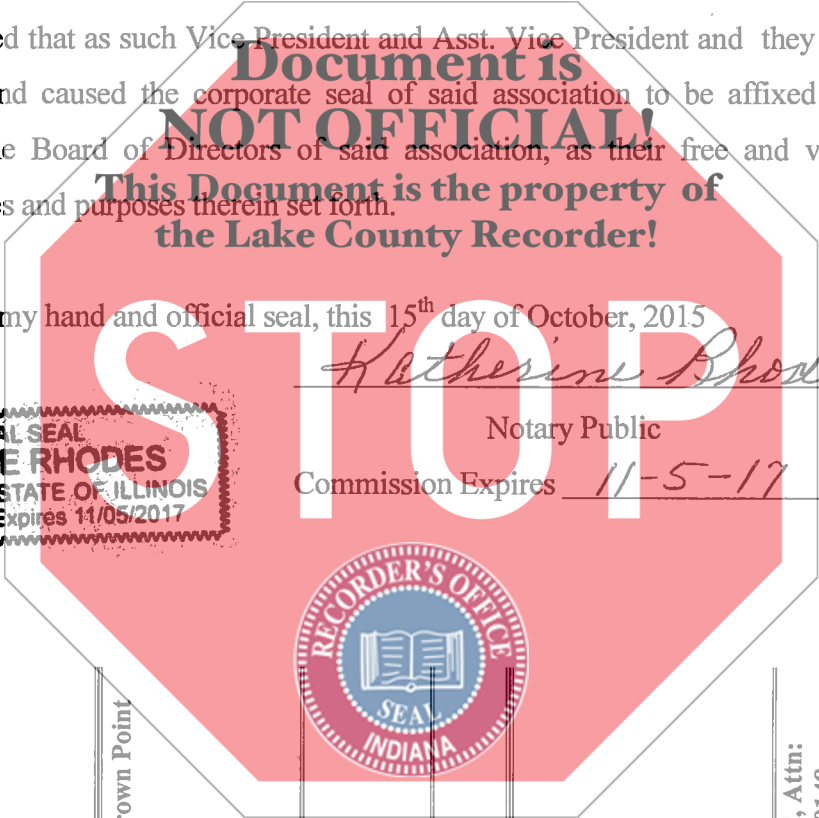 ed that as such Vice President and Asst. Vice President and they
Document is
nd caused the corporate seal of said association to be affixed
NOT OFFICIAL!
e Board of Directors of said association, as their free and v
This Document is the property of
s and purposes therein set forth.
the Lake County Recorder!
my hand and official seal, this 15th day of October, 2015
STOP
Katherine Rhod
Notary Public
AL SEAL
E RHODES
STATE OF ILLINOIS
xpires 11/05/2017
Commission Expires 11-5-17
RECORDER'S OFFICE
SEAL
INDIANA
own Point
, Attn: